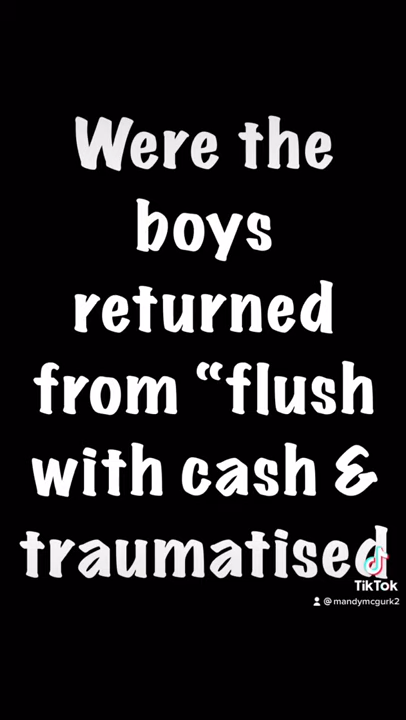 Were the
boys
returned
from “flush
with cash &
traumatised
TikTok
@mandymcgurk2